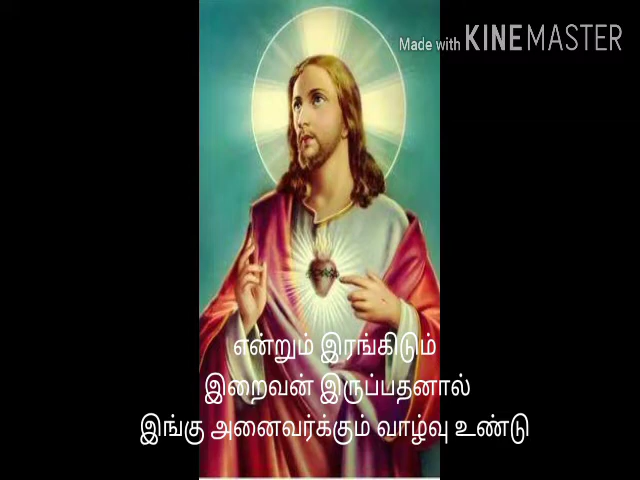 Made with KINEMASTER
என்றும் இரங்கிடும்
இறைவன் இருப்பதனால்
இங்கு அனைவர்க்கும் வாழ்வு உண்டு